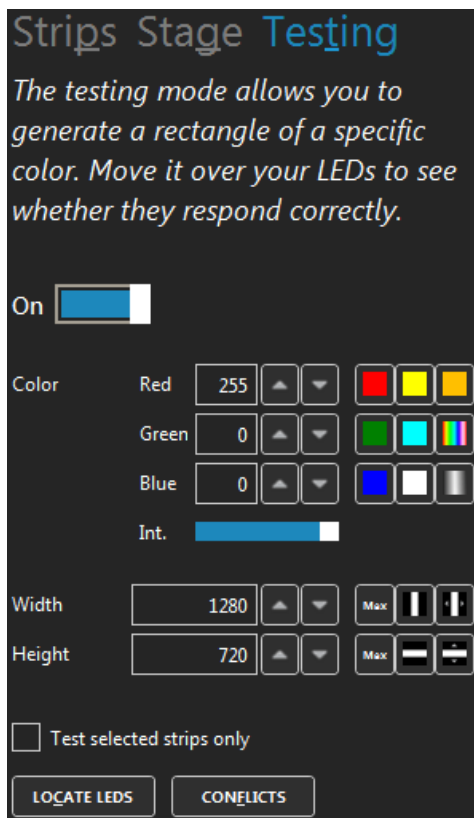 Strips Stage Testing
The testing mode allows you to
generate a rectangle of a specific
color. Move it over your LEDs to see
whether they respond correctly.
On
Color Red 255
Green 0
Blue 0
Int.
Width 1280 Max
Height 720 Max
Test selected strips only
LOCATE LEDS CONFLICTS